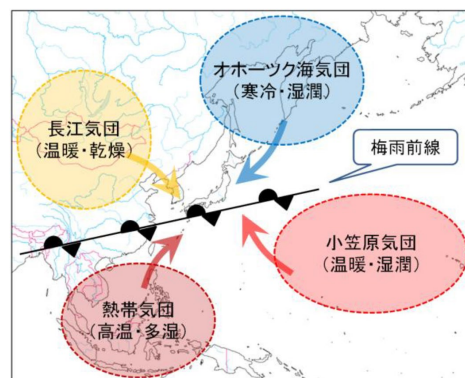 オホーツク海気団
（寒冷・湿潤）
長江気団
（温暖・乾燥）
梅雨前線
小笠原気団
（温暖・湿潤）
熱帯気団
（高温・多湿）